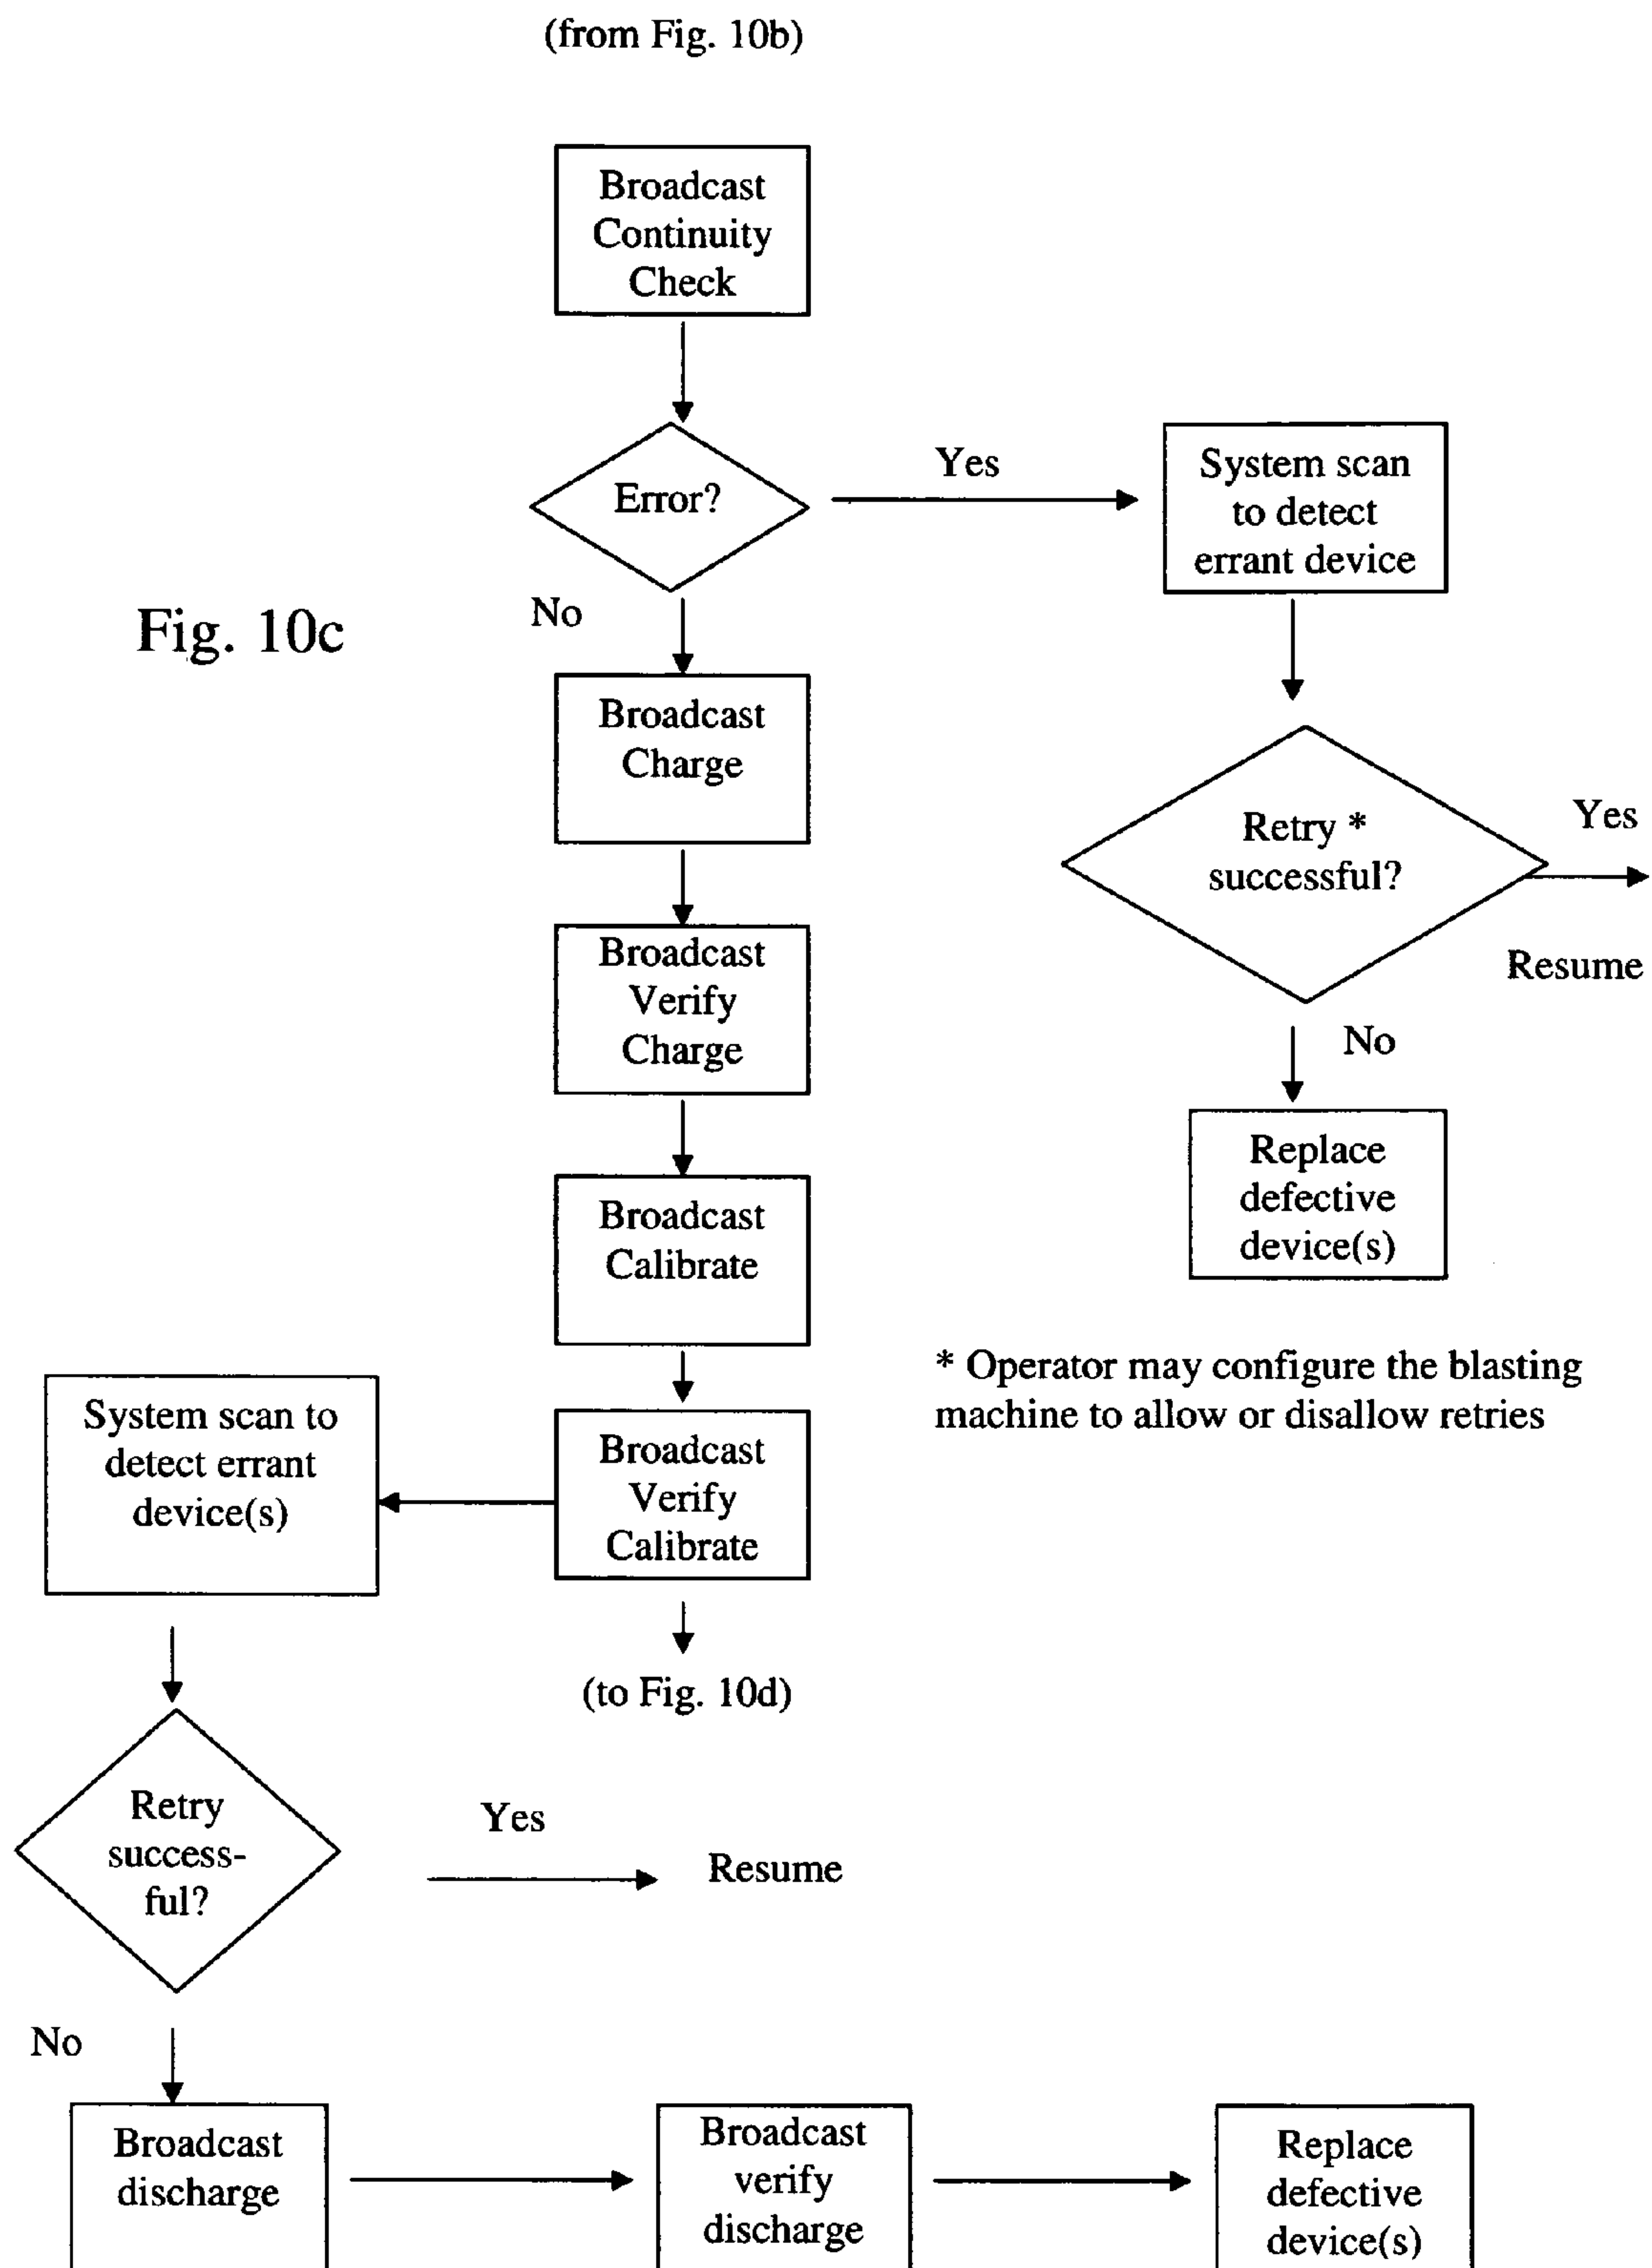 (from Fig. 10b)
Broadcast
Continuity
Check
Error?
Yes
System scan
to detect
errant device
No
Fig. 10c
Broadcast
Charge
Retry *
successful?
Yes
Resume
No
Replace
defective
device(s)
Broadcast
Verify
Charge
Broadcast
Calibrate
* Operator may configure the blasting
machine to allow or disallow retries
Broadcast
Verify
Calibrate
System scan to
detect errant
device(s)
(to Fig. 10d)
Retry
success-
ful?
Yes
Resume
No
Broadcast
discharge
Broadcast
verify
discharge
Replace
defective
device(s)